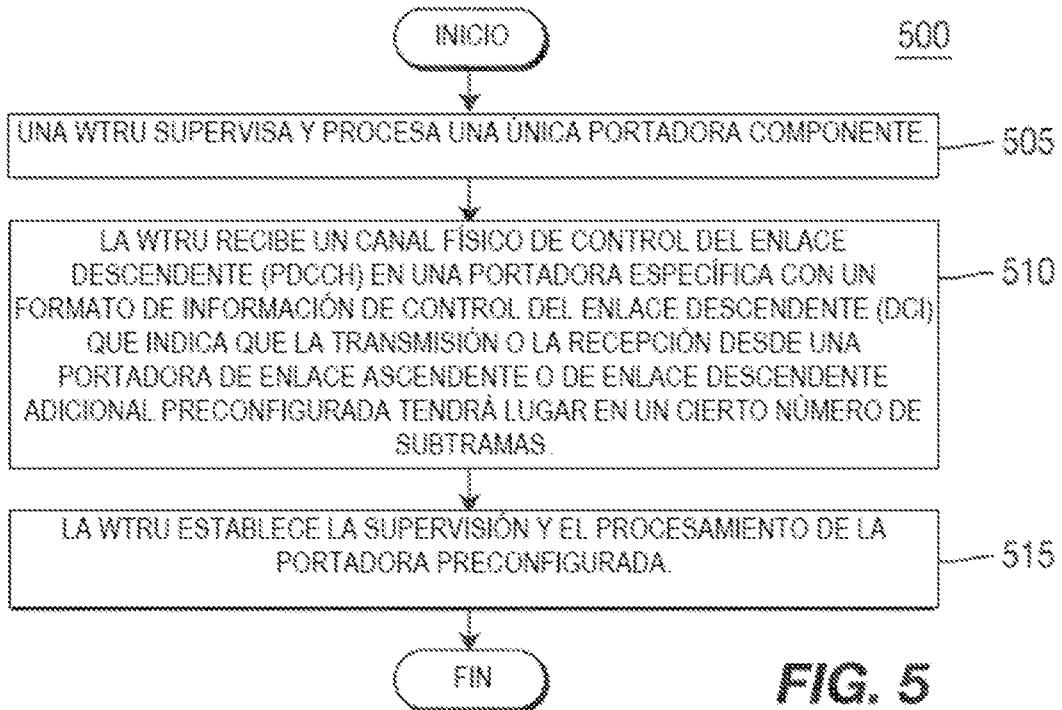 INICIO
500
UNA WTRU SUPERVISA Y PROCESA UNA ÚNICA PORTADORA COMPONENTE.
505
LA WTRU RECIBE UN CANAL FÍSICO DE CONTROL DEL ENLACE
DESCENDENTE (PDCCH) EN UNA PORTADORA ESPECÍFICA CON UN
FORMATO DE INFORMACIÓN DE CONTROL DEL ENLACE DESCENDENTE (DCI)
QUE INDICA QUE LA TRANSMISIÓN O LA RECEPCIÓN DESDE UNA
PORTADORA DE ENLACE ASCENDENTE O DE ENLACE DESCENDENTE
ADICIONAL PRECONFIGURADA TENDRÁ LUGAR EN UN CIERTO NÚMERO DE
SUBTRAMAS.
510
LA WTRU ESTABLECE LA SUPERVISIÓN Y EL PROCESAMIENTO DE LA
PORTADORA PRECONFIGURADA.
515
FIN
FIG. 5